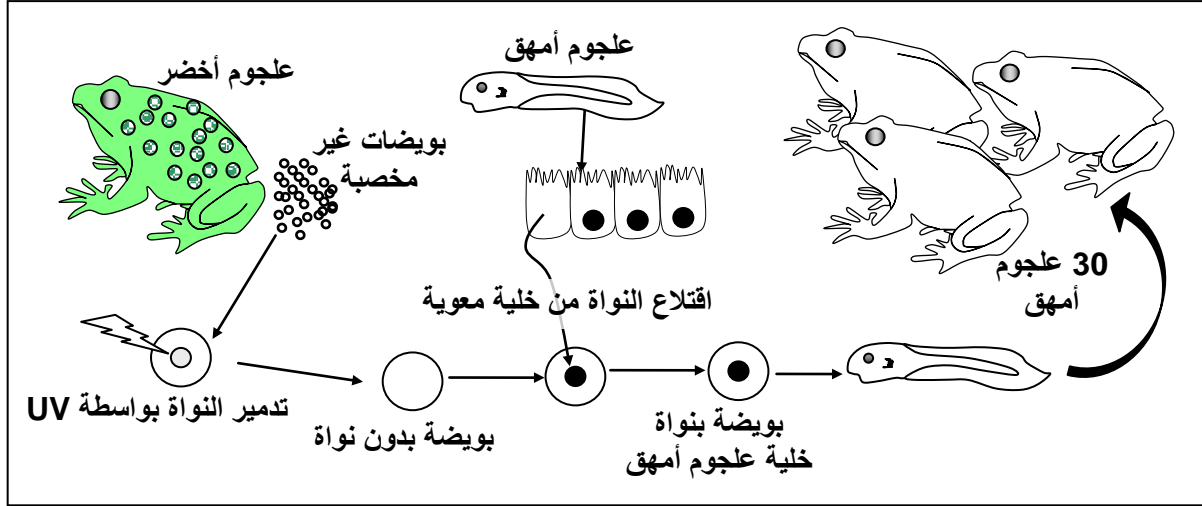 علجوم أخضر
بويضات غير
مخصبة
علجوم أمهق
اقتلاع النواة من خلية معوية
30 علجوم
أمهق
تدمير النواة بواسطة UV
بويضة بدون نواة
بويضة بنواة
خلية علجوم أمهق